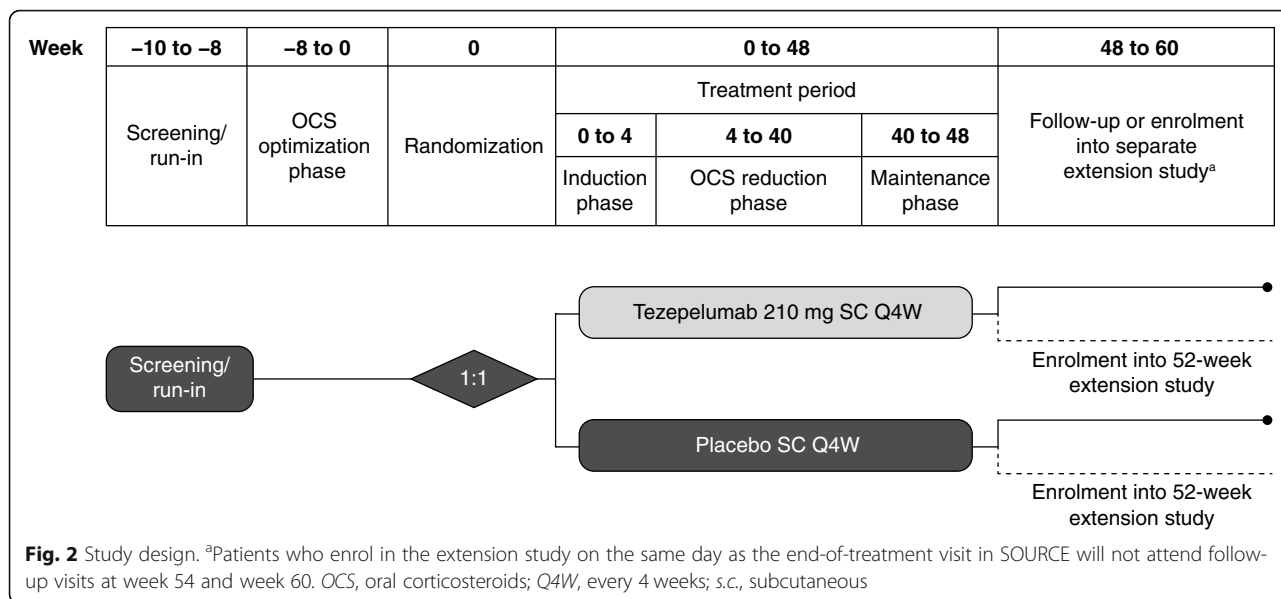 Week −10 to −8 −8 to 0 0 0 to 48 48 to 60
Screening/
run-in
OCS
optimization
phase
Randomization
Treatment period
0 to 4 4 to 40 40 to 48
Induction
phase
OCS reduction
phase
Maintenance
phase
Follow-up or enrolment
into separate
extension studyᵃ
Screening/
run-in
1:1
Tezepelumab 210 mg SC Q4W
Enrolment into 52-week
extension study
Placebo SC Q4W
Enrolment into 52-week
extension study
Fig. 2 Study design. ᵃPatients who enrol in the extension study on the same day as the end-of-treatment visit in SOURCE will not attend follow-
up visits at week 54 and week 60. OCS, oral corticosteroids; Q4W, every 4 weeks; s.c., subcutaneous